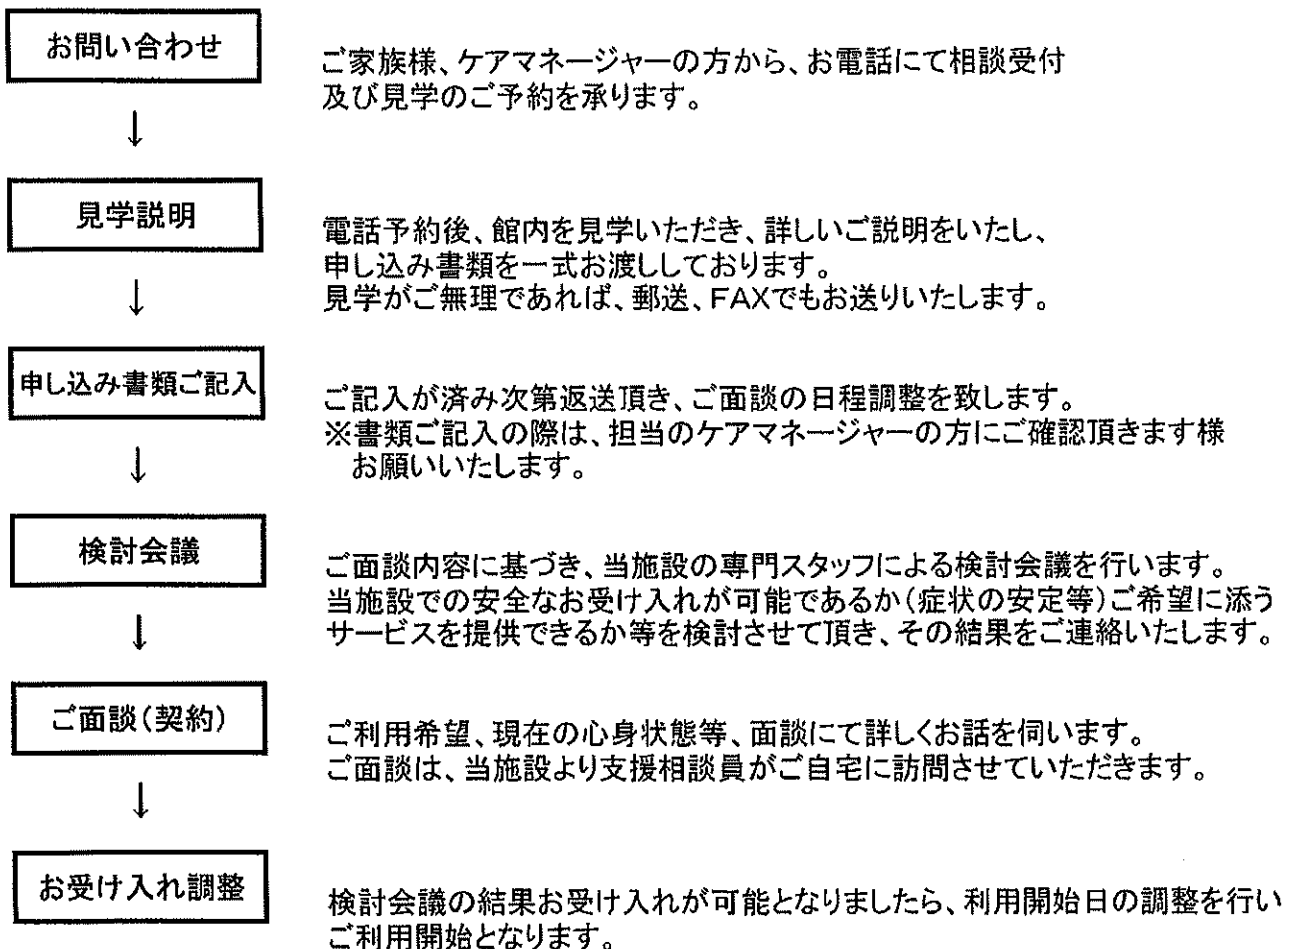 お問い合わせ
ご家族様、ケアマネージャーの方から、お電話にて相談受付
及び見学のご予約を承ります。
↓
見学説明
電話予約後、館内を見学いただき、詳しいご説明をいたし、
申し込み書類を一式お渡ししております。
見学がご無理であれば、郵送、FAXでもお送りいたします。
↓
申し込み書類ご記入
ご記入が済み次第返送頂き、ご面談の日程調整を致します。
※書類ご記入の際は、担当のケアマネージャーの方にご確認頂きます様
お願いいたします。
↓
検討会議
ご面談内容に基づき、当施設の専門スタッフによる検討会議を行います。
当施設での安全なお受け入れが可能であるか(症状の安定等)ご希望に添う
サービスを提供できるか等を検討させて頂き、その結果をご連絡いたします。
↓
ご面談(契約)
ご利用希望、現在の心身状態等、面談にて詳しくお話を伺います。
ご面談は、当施設より支援相談員がご自宅に訪問させていただきます。
↓
お受け入れ調整
検討会議の結果お受け入れが可能となりましたら、利用開始日の調整を行い
ご利用開始となります。